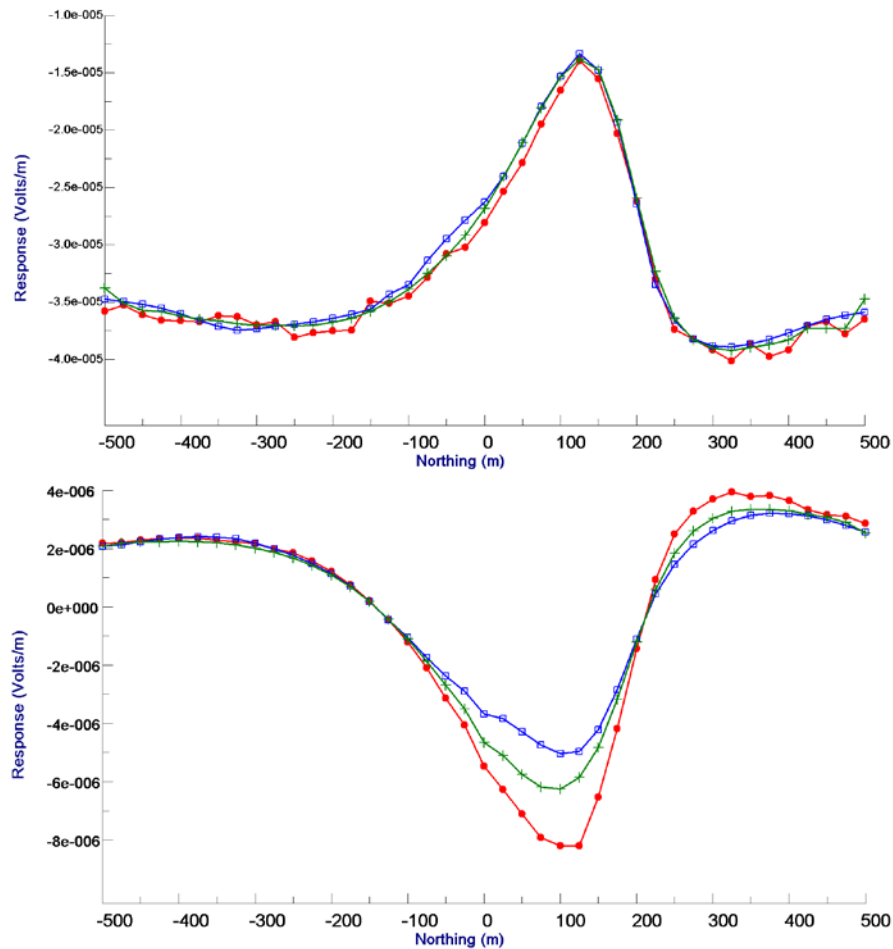 -1.0e-005
-1.5e-005
-2.0e-005
-2.5e-005
-3.0e-005
-3.5e-005
-4.0e-005
Response (Volts/m)
-500 -400 -300 -200 -100 0 100 200 300 400 500
Northing (m)
4e-006
2e-006
0e+000
-2e-006
-4e-006
-6e-006
-8e-006
Response (Volts/m)
-500 -400 -300 -200 -100 0 100 200 300 400 500
Northing (m)